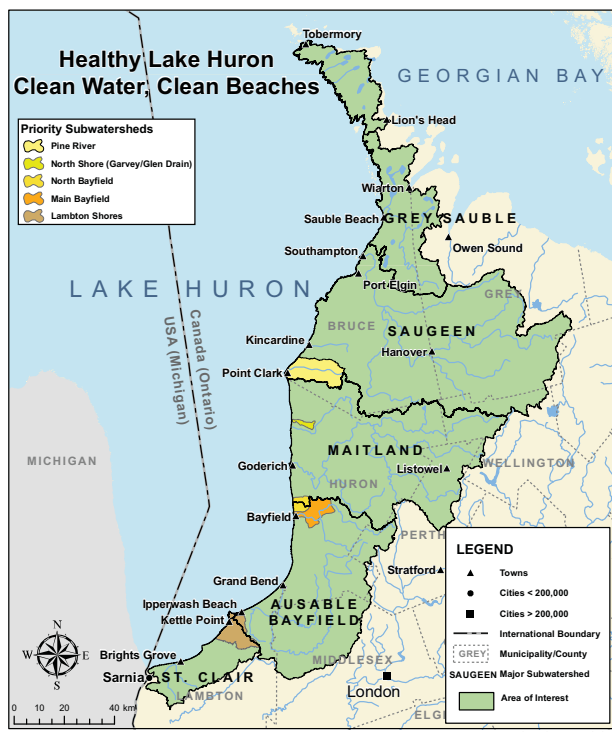 Tobermory
Healthy Lake Huron
Clean Water, Clean Beaches
GEORGIAN BAY
Priority Subwatersheds
Pine River
North Shore (Garvey/Glen Drain)
North Bayfield
Main Bayfield
Lambton Shores
Lion's Head
Wiarton
Sauble Beach
GREY SAUBLE
Owen Sound
Southampton
Port Elgin
LAKE HURON
GREY
BRUCE
SAUGEEN
Kincardine
Hanover
Canada (Ontario)
USA (Michigan)
Point Clark
MAITLAND
MICHIGAN
Goderich
Listowel
WELLINGTON
HURON
Bayfield
PERTH
Stratford
Grand Bend
Ipperwash Beach
Kettle Point
AUSABLE
BAYFIELD
Brights Grove
MIDDLESEX
Sarnia
ST. CLAIR
LAMBTON
London
ELG
N
W E
S
0 10 20 40 km
LEGEND
Towns
Cities < 200,000
Cities > 200,000
International Boundary
GREY Municipality/County
SAUGEEN Major Subwatershed
Area of Interest